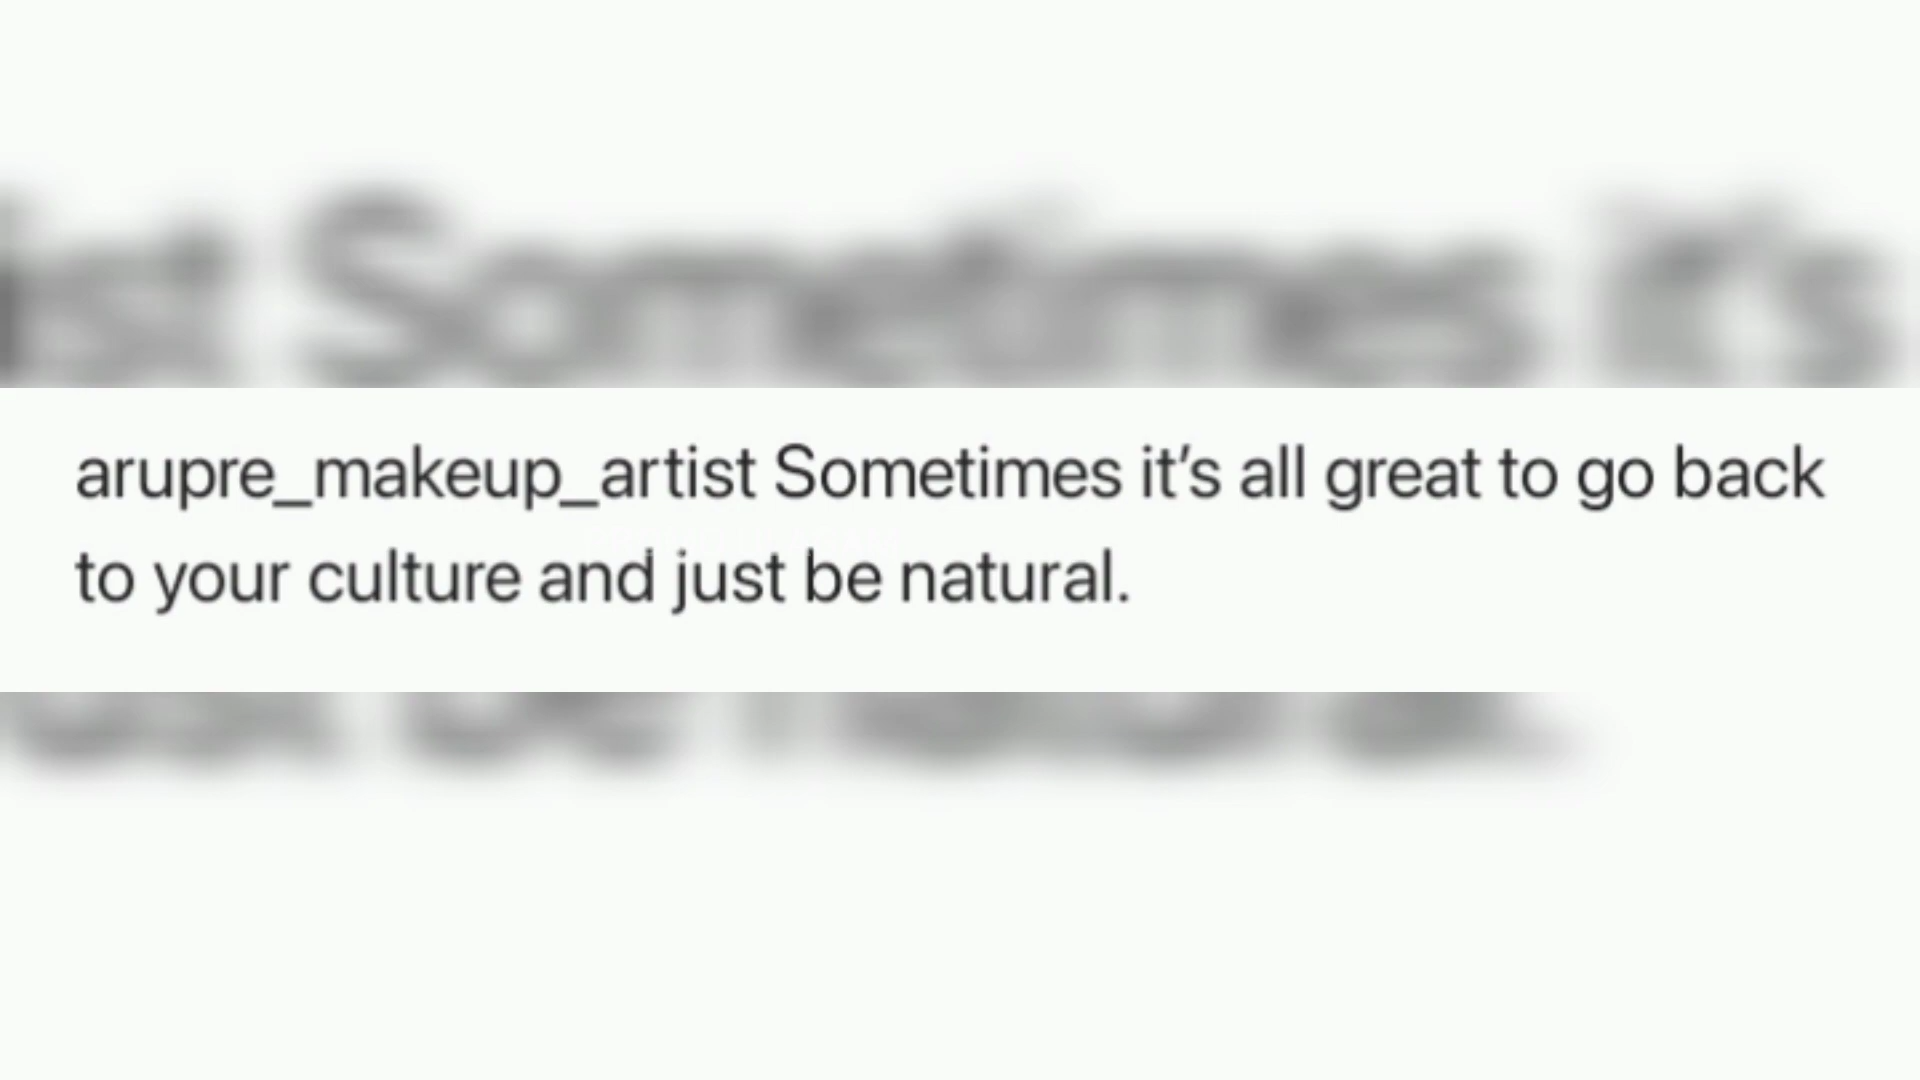 arupre_makeup_artist Sometimes it’s all great to go back
to your culture and just be natural.